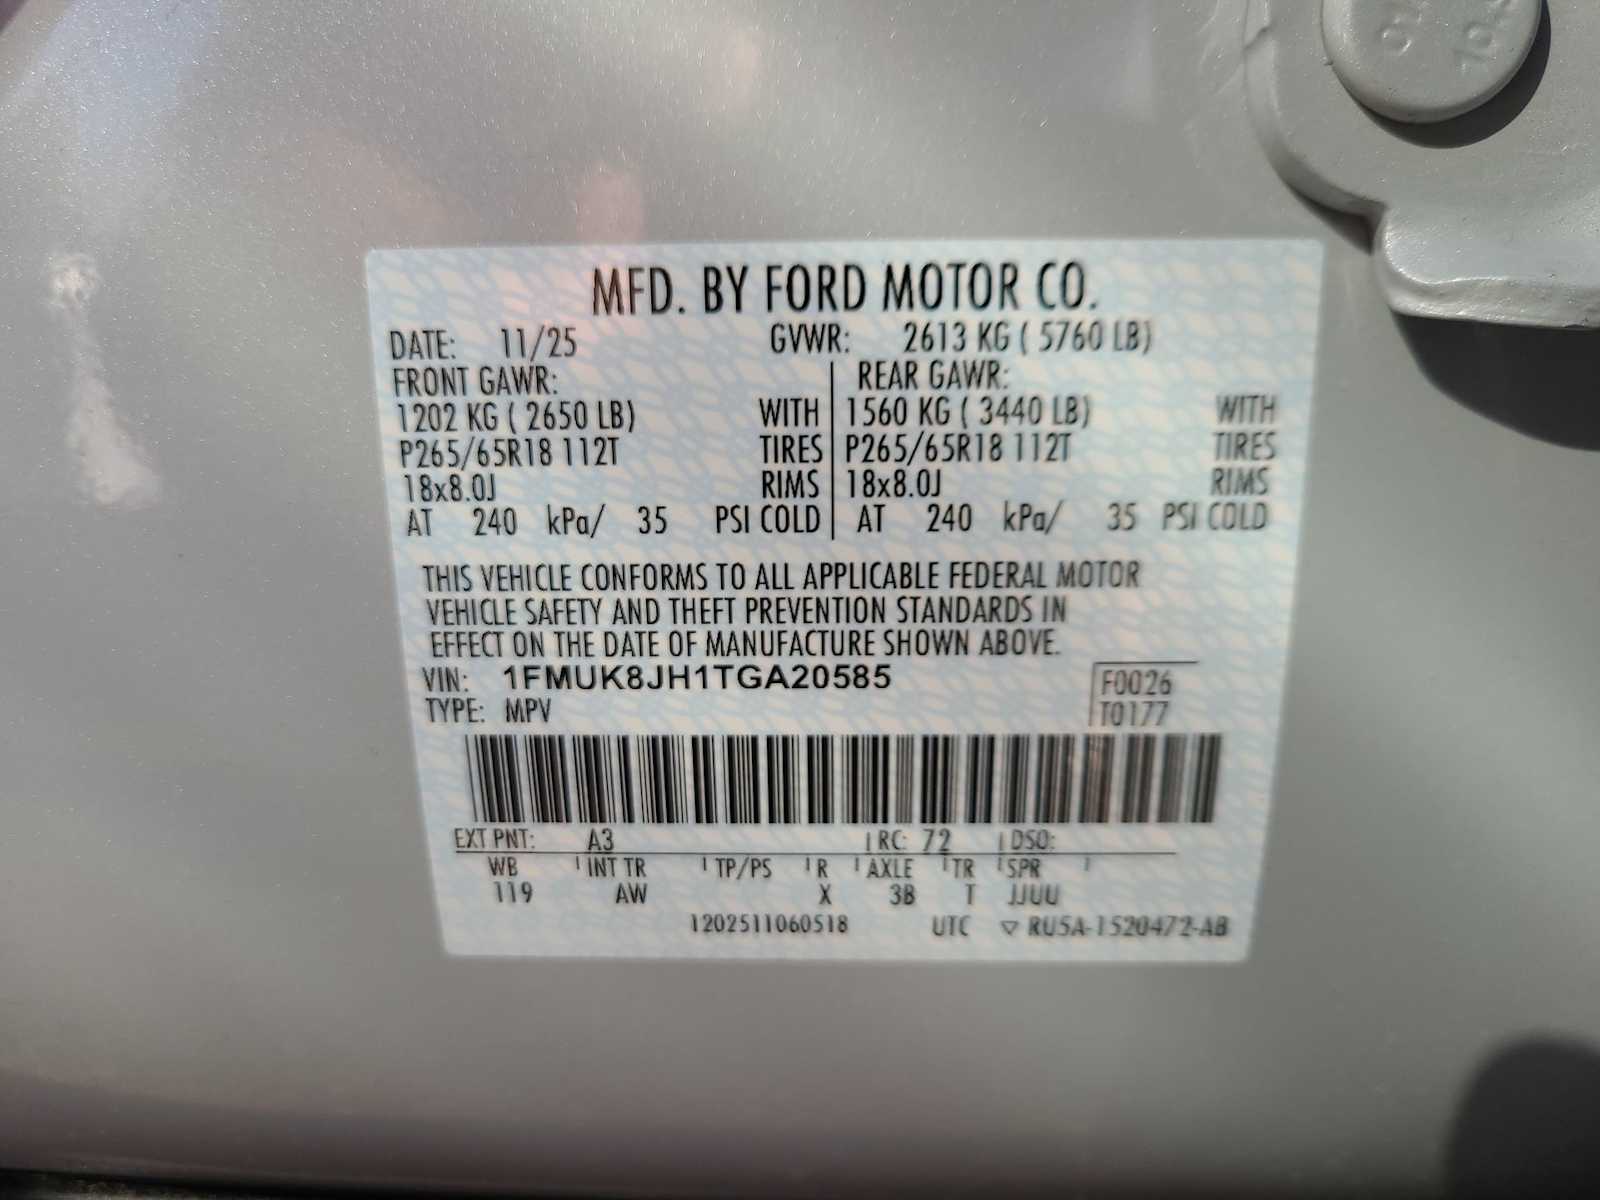 MFD. BY FORD MOTOR CO.
DATE: 11/25 GVWR: 2613 KG ( 5760 LB)
FRONT GAWR: REAR GAWR:
1202 KG ( 2650 LB) WITH 1560 KG ( 3440 LB) WITH
P265/65R18 112T TIRES P265/65R18 112T TIRES
18x8.0J RIMS 18x8.0J RIMS
AT 240 kPa/ 35 PSI COLD AT 240 kPa/ 35 PSI COLD
THIS VEHICLE CONFORMS TO ALL APPLICABLE FEDERAL MOTOR
VEHICLE SAFETY AND THEFT PREVENTION STANDARDS IN
EFFECT ON THE DATE OF MANUFACTURE SHOWN ABOVE.
VIN: 1FMUK8JH1TGA20585 F0026
TYPE: MPV T0177
EXT PNT: A3 RC: 72 DSO:
WB INT TR TP/PS R AXLE TR SPR
119 AW X 3B T JJUU
1202511060518 UTC ▽ RU5A-1520472-AB